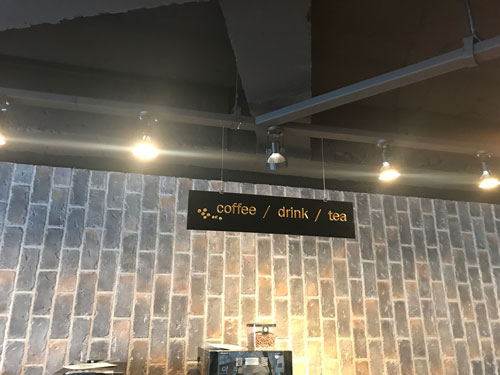 coffee / drink / tea